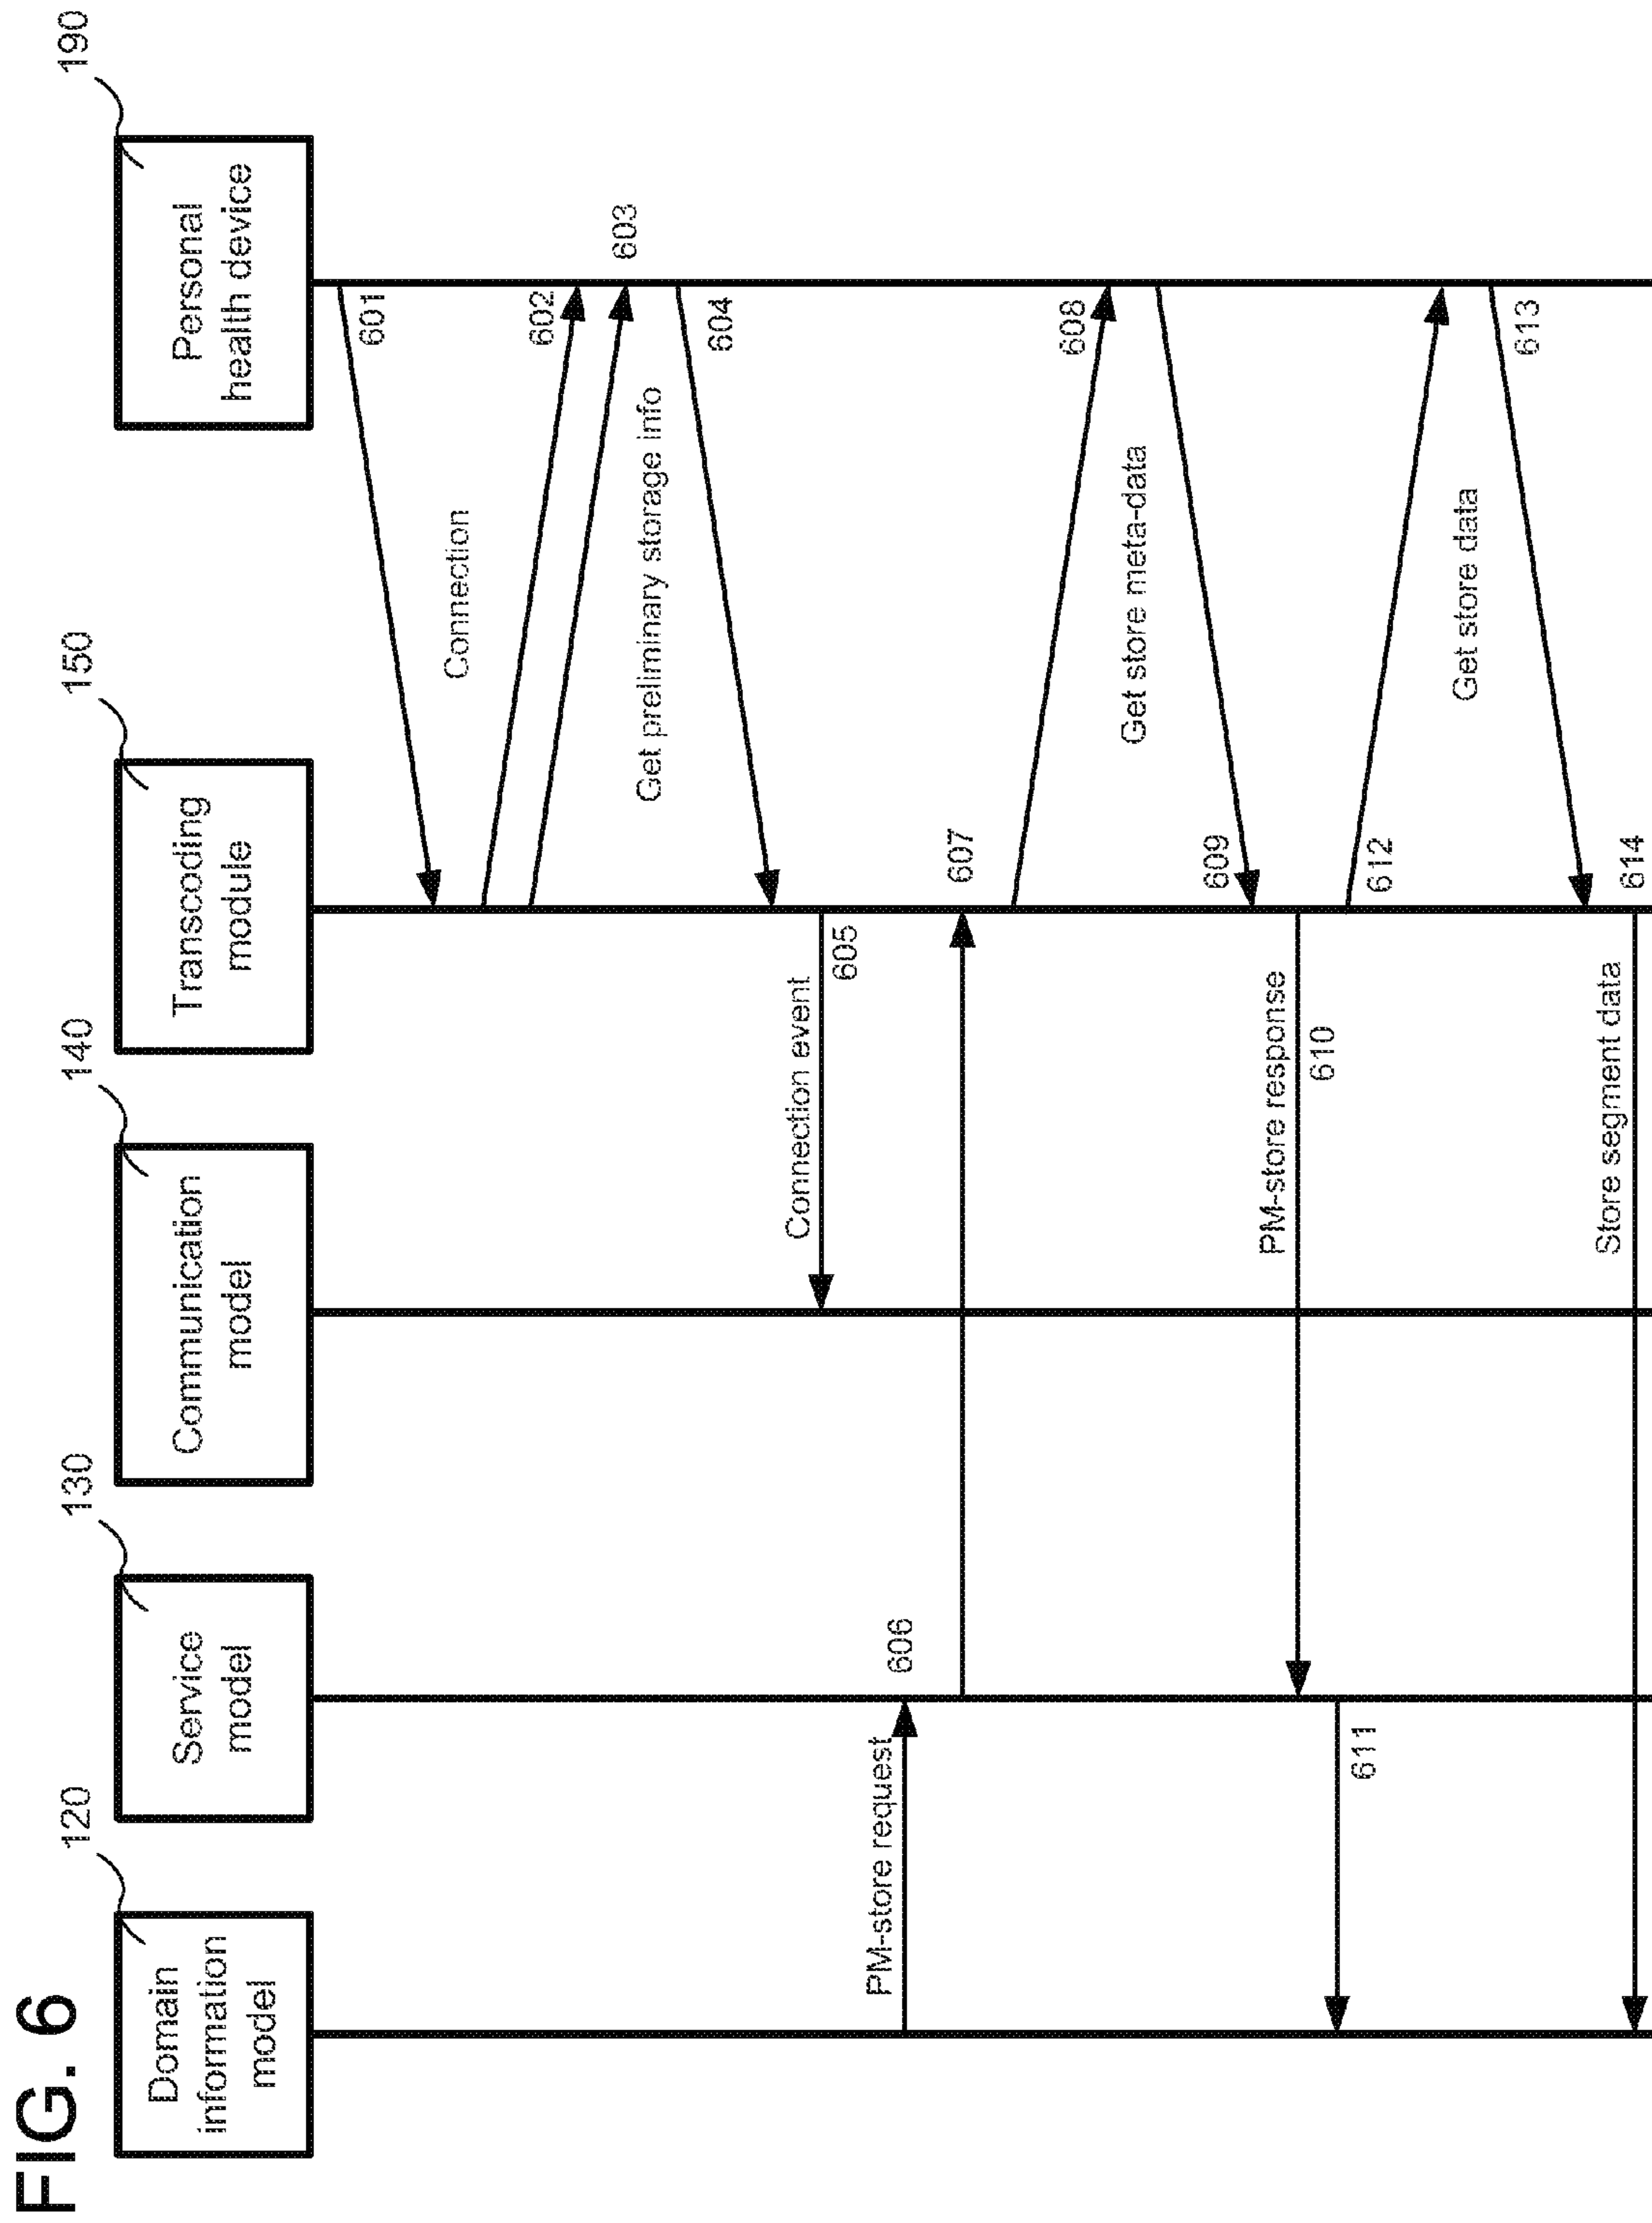 FIG. 6
120
Domain
information
model
130
Service
model
140
Communication
model
150
Transcoding
module
190
Personal
health device
601
Connection
602
603
Get preliminary storage info
604
Connection event
605
PM-store request
606
607
608
Get store meta-data
609
PM-store response
610
611
612
Get store data
613
Store segment data
614